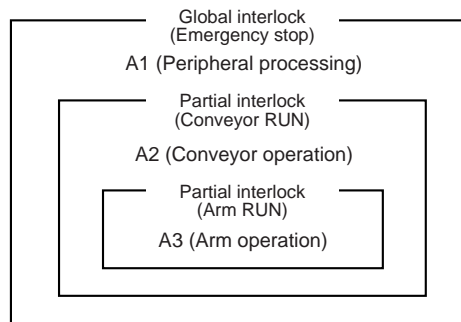 Global interlock
(Emergency stop)
A1 (Peripheral processing)
Partial interlock
(Conveyor RUN)
A2 (Conveyor operation)
Partial interlock
(Arm RUN)
A3 (Arm operation)